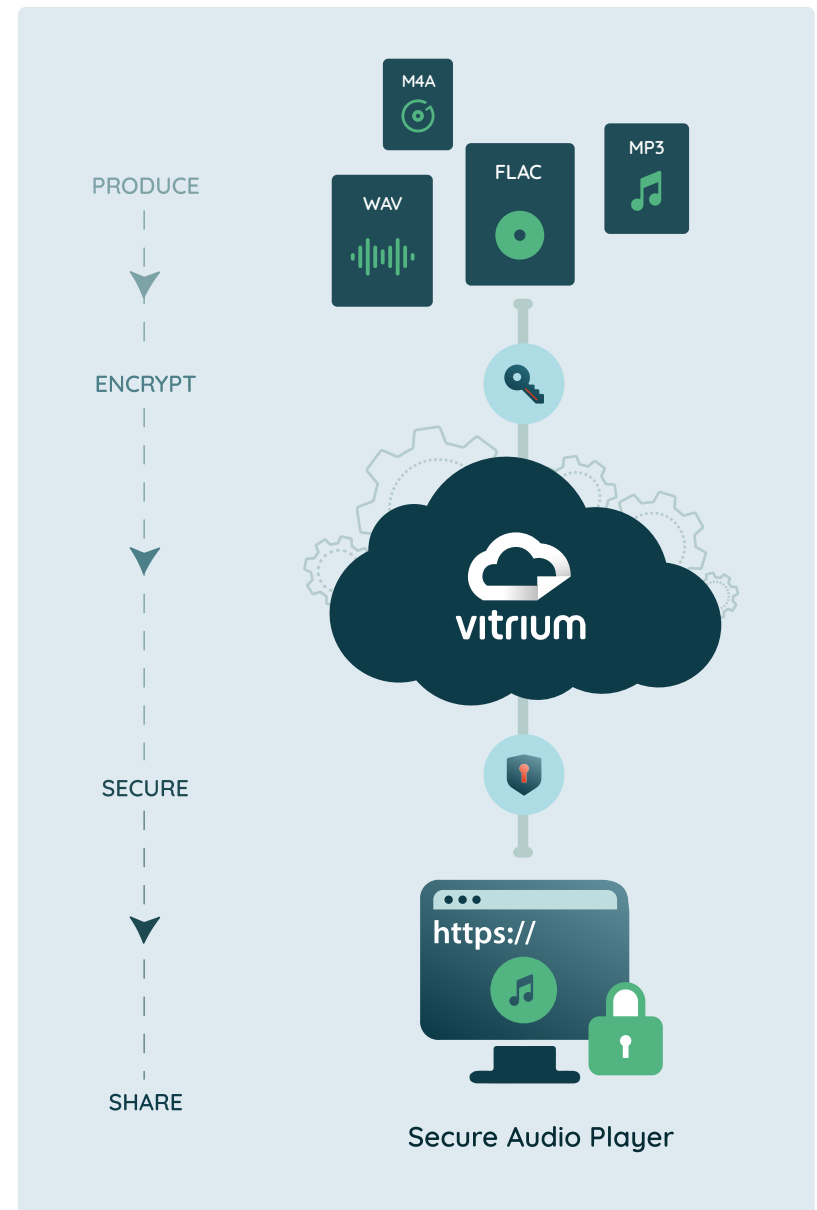 M4A
MP3
FLAC
PRODUCE
WAV
ENCRYPT
vitrium
SECURE
https://
SHARE
Secure Audio Player